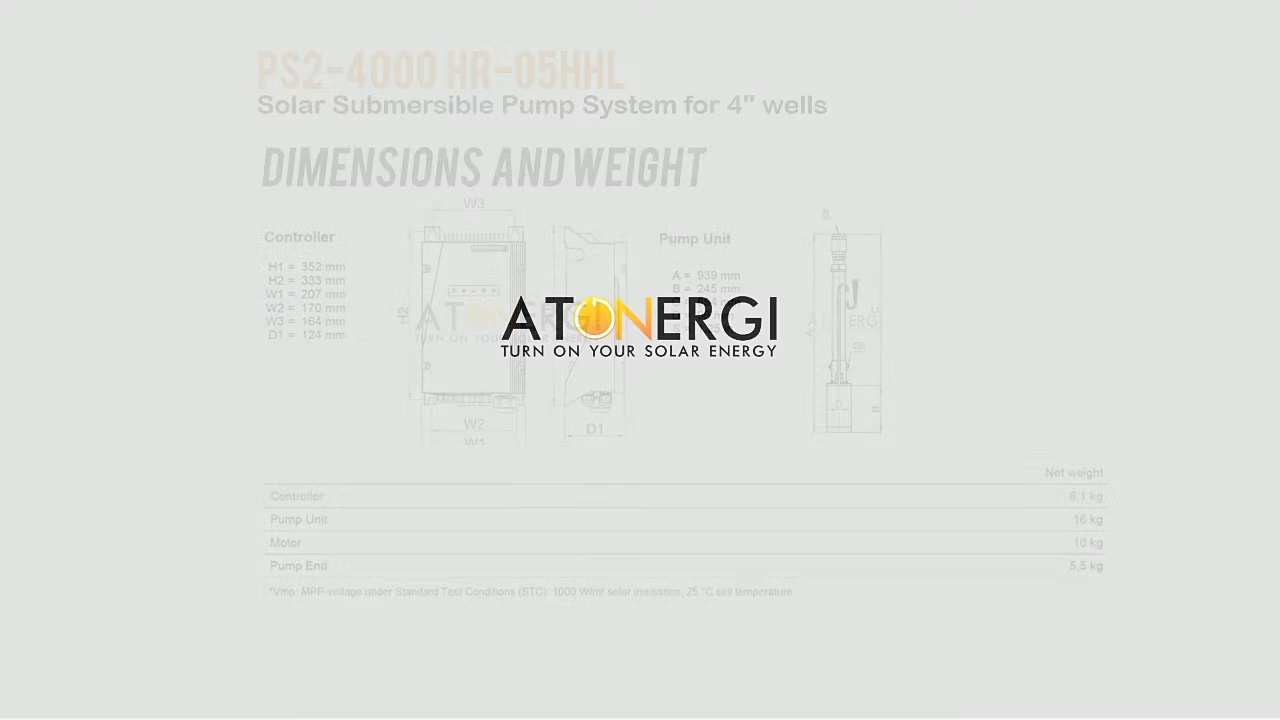 PS2-4000 HR-05HHL
Solar Submersible Pump System for 4" wells
DIMENSIONS AND WEIGHT
Controller
H1 = 352 mm
H2 = 333 mm
W1 = 207 mm
W2 = 170 mm
W3 = 164 mm
D1 = 124 mm
W3
H2
W2
W1
D1
Pump Unit
A = 939 mm
B = 245 mm
S
A
B
ATONERGI
TURN ON YOUR SOLAR ENERGY
Net weight
Controller 6.1 kg
Pump Unit 16 kg
Motor 10 kg
Pump End 5.5 kg
*Vmp: MPP-voltage under Standard Test Conditions (STC): 1000 W/m² solar irradiance, 25 °C cell temperature